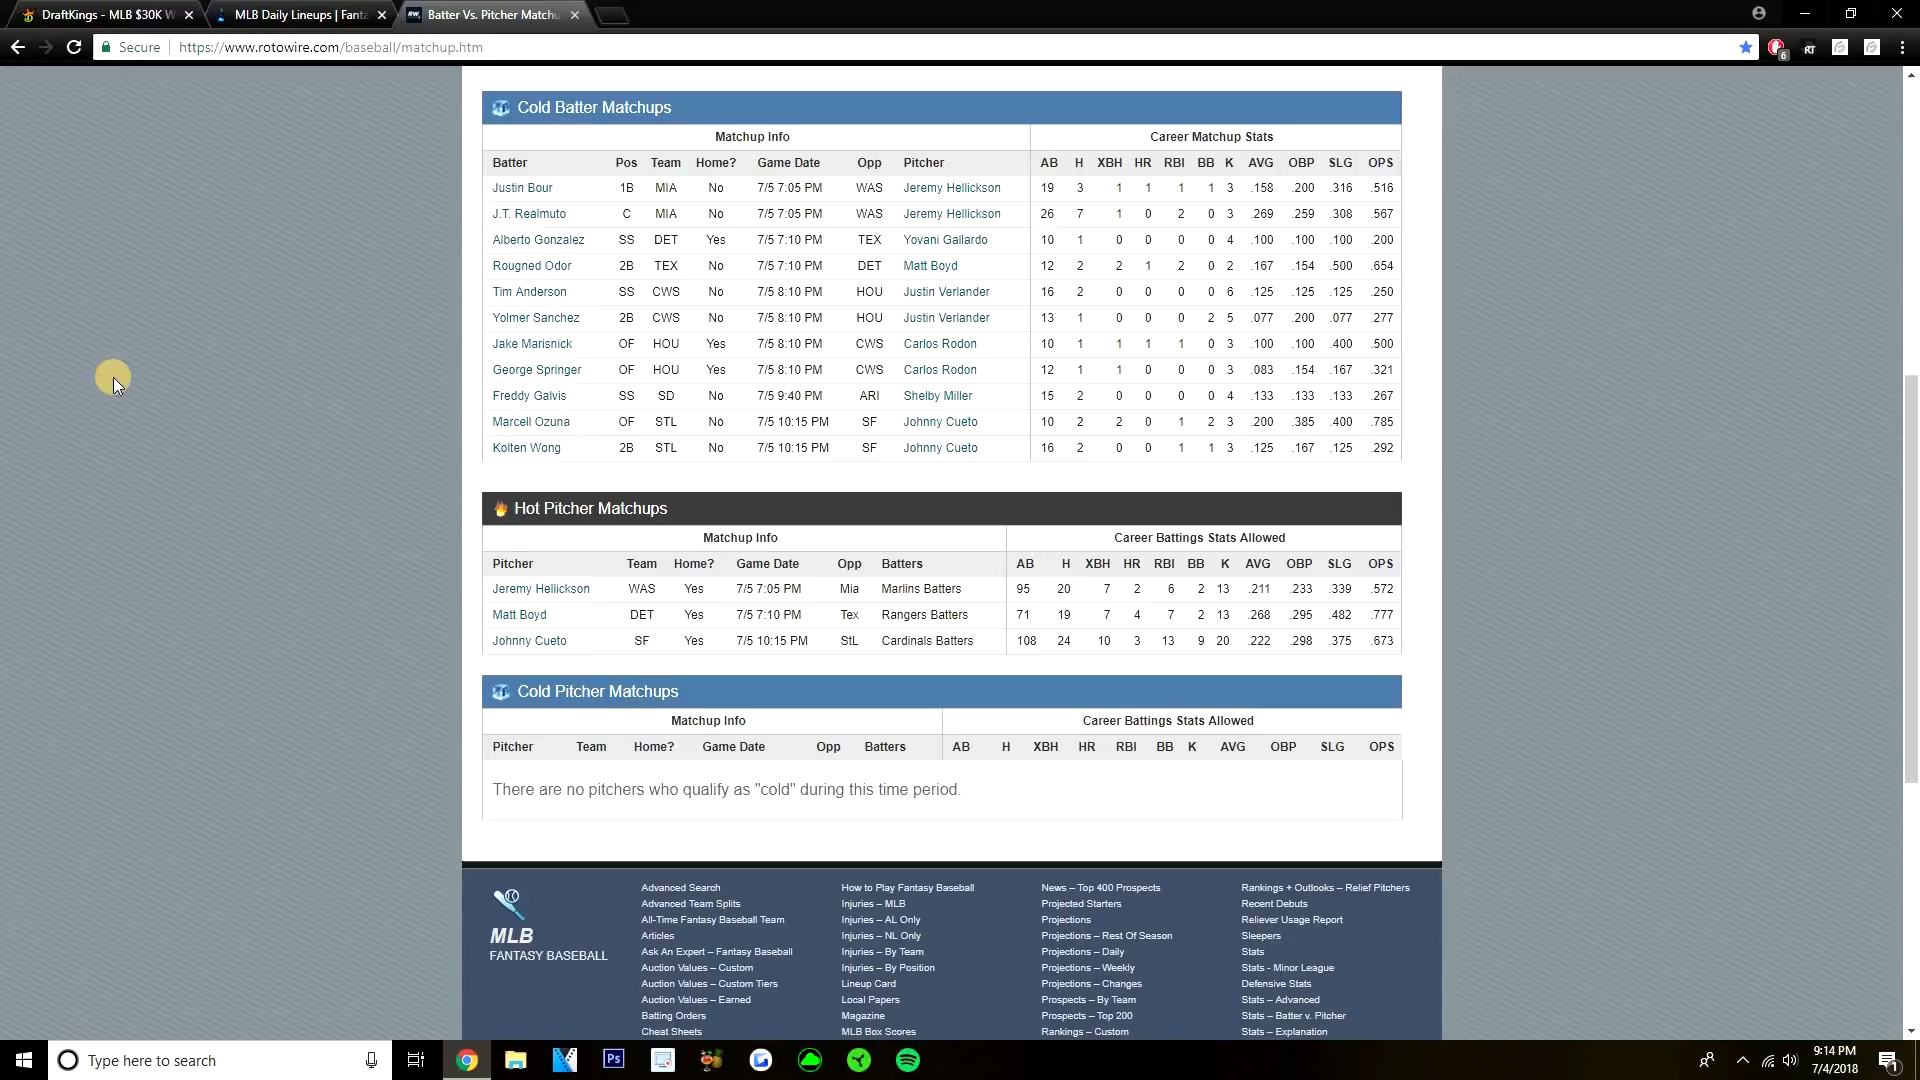 DraftKings - MLB $30K W
MLB Daily Lineups | Fanta
Batter Vs. Pitcher Matchu
Secure https://www.rotowire.com/baseball/matchup.htm
6 RT
Cold Batter Matchups
Matchup Info Career Matchup Stats
Batter Pos Team Home? Game Date Opp Pitcher AB H XBH HR RBI BB K AVG OBP SLG OPS
Justin Bour 1B MIA No 7/5 7:05 PM WAS Jeremy Hellickson 19 3 1 1 1 1 3 .158 .200 .316 .516
J.T. Realmuto C MIA No 7/5 7:05 PM WAS Jeremy Hellickson 26 7 1 0 2 0 3 .269 .259 .308 .567
Alberto Gonzalez SS DET Yes 7/5 7:10 PM TEX Yovani Gallardo 10 1 0 0 0 0 4 .100 .100 .100 .200
Rougned Odor 2B TEX No 7/5 7:10 PM DET Matt Boyd 12 2 2 1 2 0 2 .167 .154 .500 .654
Tim Anderson SS CWS No 7/5 8:10 PM HOU Justin Verlander 16 2 0 0 0 0 6 .125 .125 .125 .250
Yolmer Sanchez 2B CWS No 7/5 8:10 PM HOU Justin Verlander 13 1 0 0 0 2 5 .077 .200 .077 .277
Jake Marisnick OF HOU Yes 7/5 8:10 PM CWS Carlos Rodon 10 1 1 1 1 0 3 .100 .100 .400 .500
George Springer OF HOU Yes 7/5 8:10 PM CWS Carlos Rodon 12 1 1 0 0 0 3 .083 .154 .167 .321
Freddy Galvis SS SD No 7/5 9:40 PM ARI Shelby Miller 15 2 0 0 0 0 4 .133 .133 .133 .267
Marcell Ozuna OF STL No 7/5 10:15 PM SF Johnny Cueto 10 2 2 0 1 2 3 .200 .385 .400 .785
Kolten Wong 2B STL No 7/5 10:15 PM SF Johnny Cueto 16 2 0 0 1 1 3 .125 .167 .125 .292
Hot Pitcher Matchups
Matchup Info Career Battings Stats Allowed
Pitcher Team Home? Game Date Opp Batters AB H XBH HR RBI BB K AVG OBP SLG OPS
Jeremy Hellickson WAS Yes 7/5 7:05 PM Mia Marlins Batters 95 20 7 2 6 2 13 .211 .233 .339 .572
Matt Boyd DET Yes 7/5 7:10 PM Tex Rangers Batters 71 19 7 4 7 2 13 .268 .295 .482 .777
Johnny Cueto SF Yes 7/5 10:15 PM StL Cardinals Batters 108 24 10 3 13 9 20 .222 .298 .375 .673
Cold Pitcher Matchups
Matchup Info Career Battings Stats Allowed
Pitcher Team Home? Game Date Opp Batters AB H XBH HR RBI BB K AVG OBP SLG OPS
There are no pitchers who qualify as "cold" during this time period.
MLB
FANTASY BASEBALL
Advanced Search
Advanced Team Splits
All-Time Fantasy Baseball Team
Articles
Ask An Expert – Fantasy Baseball
Auction Values – Custom
Auction Values – Custom Tiers
Auction Values – Earned
Batting Orders
Cheat Sheets
How to Play Fantasy Baseball
Injuries – MLB
Injuries – AL Only
Injuries – NL Only
Injuries – By Team
Injuries – By Position
Lineup Card
Local Papers
Magazine
MLB Box Scores
News – Top 400 Prospects
Projected Starters
Projections
Projections – Rest Of Season
Projections – Daily
Projections – Weekly
Projections – Changes
Prospects – By Team
Prospects – Top 200
Rankings – Custom
Rankings + Outlooks – Relief Pitchers
Recent Debuts
Reliever Usage Report
Sleepers
Stats
Stats - Minor League
Defensive Stats
Stats – Advanced
Stats – Batter v. Pitcher
Stats – Explanation
Type here to search
Ps
9:14 PM
7/4/2018
1